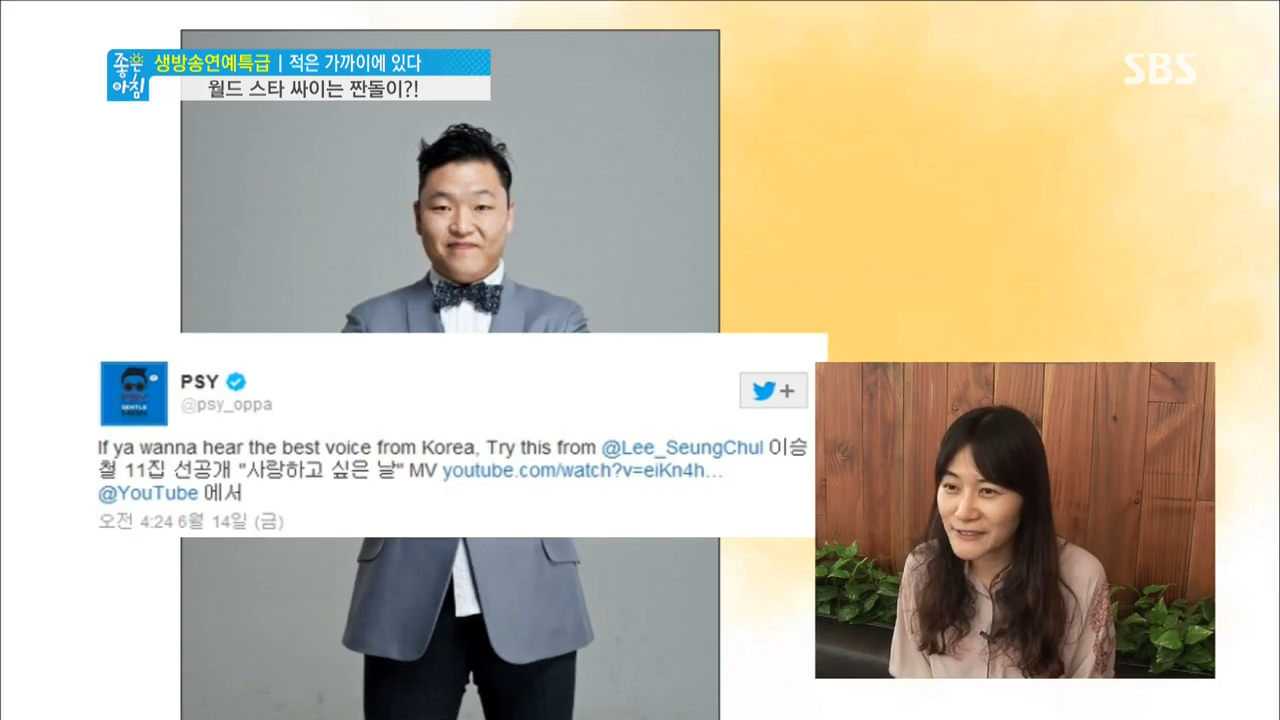 좋은
아침
생방송연예특급 | 적은 가까이에 있다
월드 스타 싸이는 짠돌이?!
SBS
PSY
@psy_oppa
If ya wanna hear the best voice from Korea, Try this from @Lee_SeungChul 이승
철 11집 선공개 "사랑하고 싶은 날" MV youtube.com/watch?v=eiKn4h…
@YouTube 에서
오전 4:24 6월 14일 (금)
PSY
GENTLE
MAN